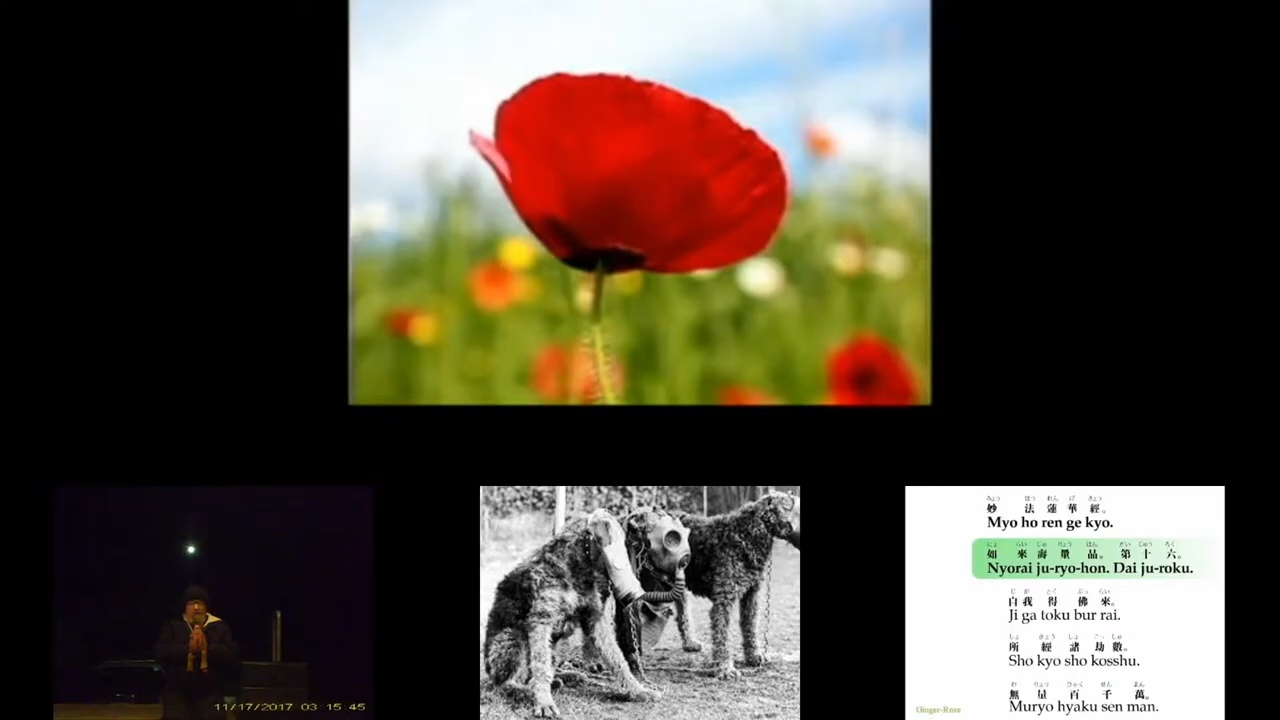 妙 法 蓮 華 經。
Myo ho ren ge kyo.
如 來 壽 量 品。 第 十 六。
Nyorai ju-ryo-hon. Dai ju-roku.
自 我 得 佛 來。
Ji ga toku bur rai.
所 經 諸 劫 數。
Sho kyo sho kosshu.
無 量 百 千 萬。
Muryo hyaku sen man.
Ginger-Rose
11/17/2017 03:15:45